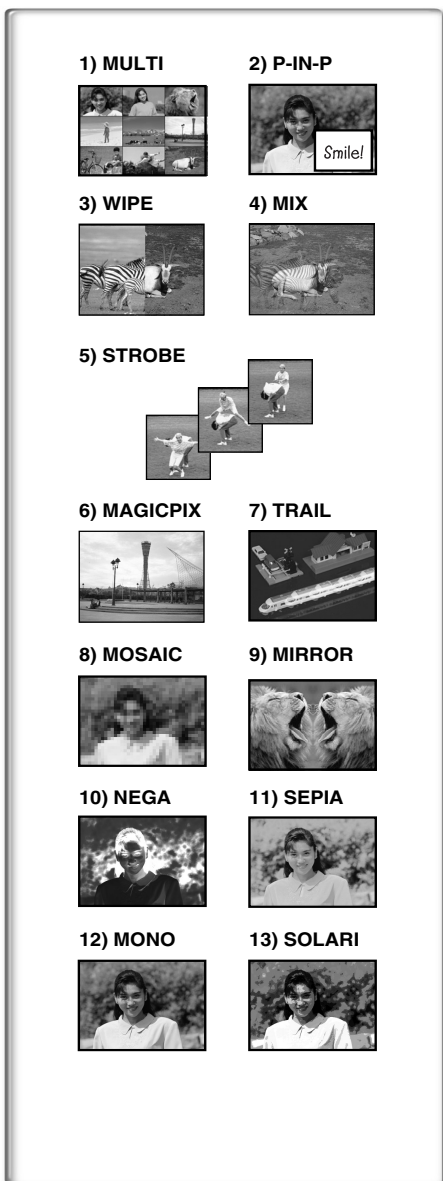 1) MULTI
2) P-IN-P
Smile!
3) WIPE
4) MIX
5) STROBE
6) MAGICPIX
7) TRAIL
8) MOSAIC
9) MIRROR
10) NEGA
11) SEPIA
12) MONO
13) SOLARI